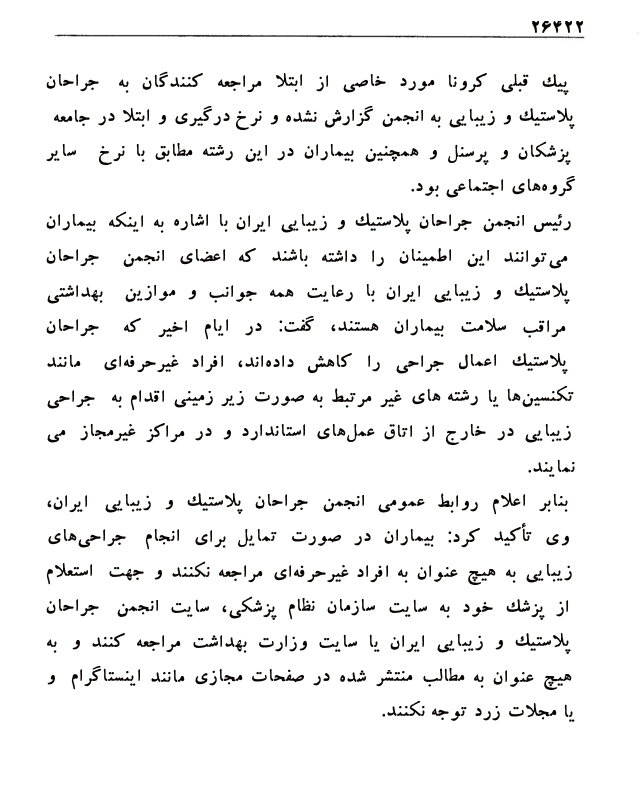 ۲۶۴۲۲
پیك قبلی کرونا مورد خاصی از ابتلا مراجعه کنندگان به جراحان
پلاستیك و زیبایی به انجمن گزارش نشده و نرخ درگیری و ابتلا در جامعه
پزشکان و پرسنل و همچنین بیماران در این رشته مطابق با نرخ سایر
گروه‌های اجتماعی بود.
رئیس انجمن جراحان پلاستیك و زیبایی ایران با اشاره به اینکه بیماران
می‌توانند این اطمینان را داشته باشند که اعضای انجمن جراحان
پلاستیك و زیبایی ایران با رعایت همه جوانب و موازین بهداشتی
مراقب سلامت بیماران هستند، گفت: در ایام اخیر که جراحان
پلاستیك اعمال جراحی را کاهش داده‌اند، افراد غیرحرفه‌ای مانند
تکنسین‌ها یا رشته های غیر مرتبط به صورت زیر زمینی اقدام به جراحی
زیبایی در خارج از اتاق عمل‌های استاندارد و در مراکز غیرمجاز می
نمایند.
بنابر اعلام روابط عمومی انجمن جراحان پلاستیك و زیبایی ایران،
وی تأکید کرد: بیماران در صورت تمایل برای انجام جراحی‌های
زیبایی به هیچ عنوان به افراد غیرحرفه‌ای مراجعه نکنند و جهت استعلام
از پزشك خود به سایت سازمان نظام پزشکی، سایت انجمن جراحان
پلاستیك و زیبایی ایران یا سایت وزارت بهداشت مراجعه کنند و به
هیچ عنوان به مطالب منتشر شده در صفحات مجازی مانند اینستاگرام و
یا مجلات زرد توجه نکنند.